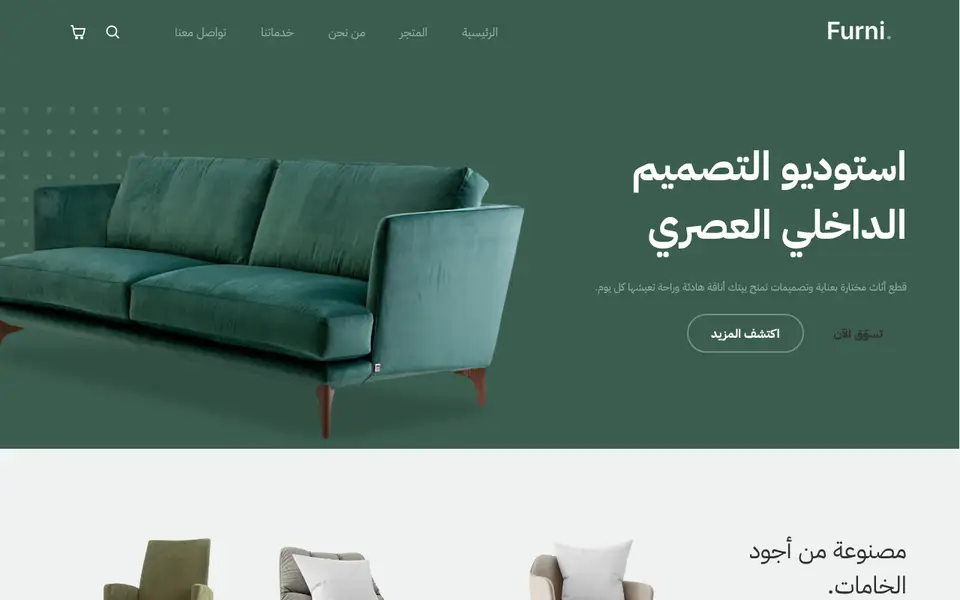 Furni.
الرئيسية
المتجر
من نحن
خدماتنا
تواصل معنا
استوديو التصميم
الداخلي العصري
قطع أثاث مختارة بعناية وتصميمات تمنح بيتك أناقة هادئة وراحة تعيشها كل يوم.
تسوّق الآن
اكتشف المزيد
مصنوعة من أجود
الخامات.